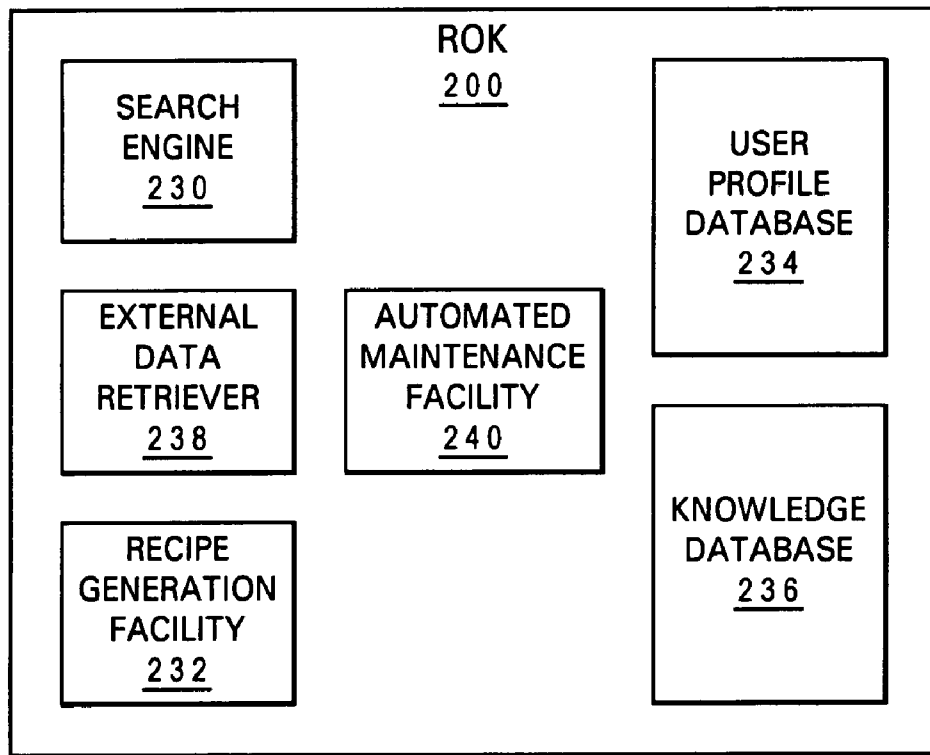 ROK
200
SEARCH
ENGINE
230
USER
PROFILE
DATABASE
234
EXTERNAL
DATA
RETRIEVER
238
AUTOMATED
MAINTENANCE
FACILITY
240
RECIPE
GENERATION
FACILITY
232
KNOWLEDGE
DATABASE
236